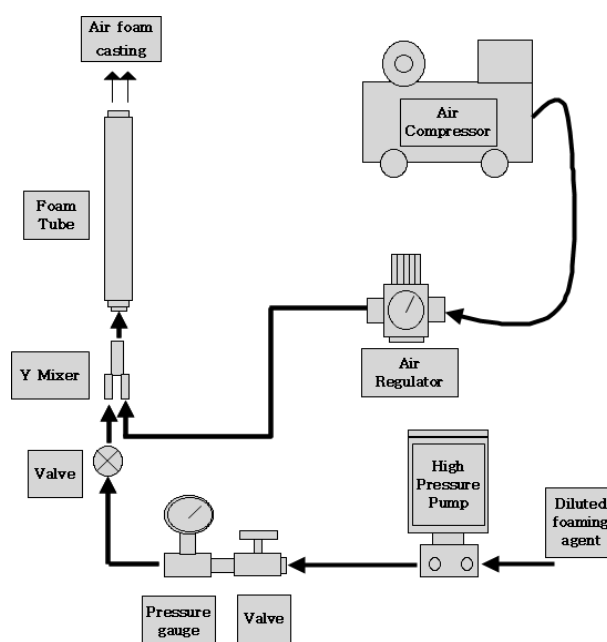 Air foam
casting
Air
Compressor
Foam
Tube
Air
Regulator
Y Mixer
Valve
High
Pressure
Pump
Diluted
foaming
agent
Pressure
gauge
Valve